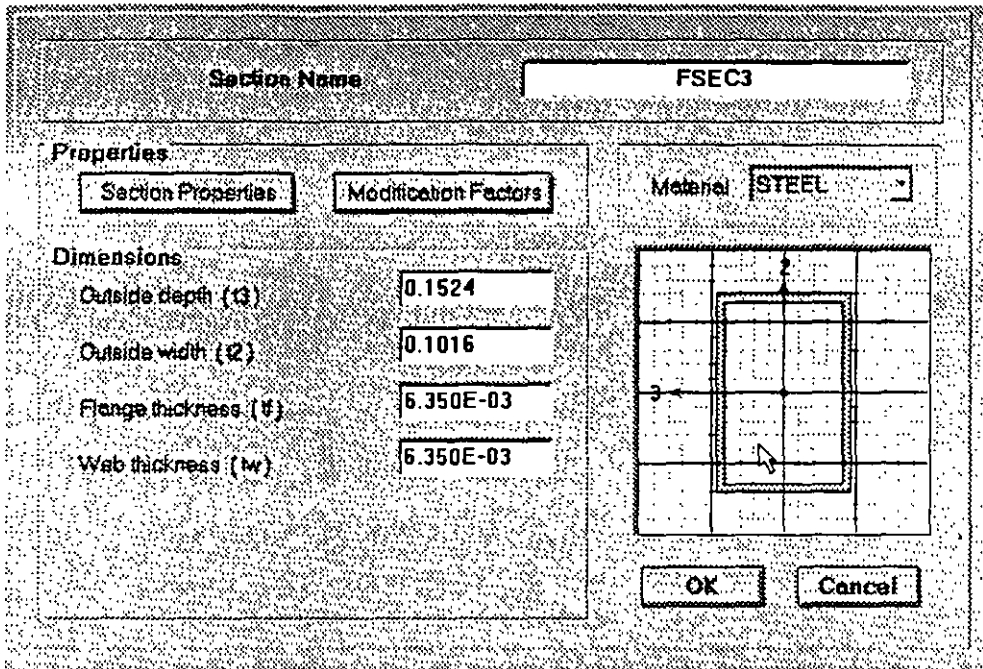 Section Name FSEC3
Properties
Section Properties Modification Factors
Material STEEL
Dimensions
Outside depth (t3) 0.1524
Outside width (t2) 0.1016
Flange thickness (tf) 6.350E-03
Web thickness (tw) 6.350E-03
2
3
OK Cancel